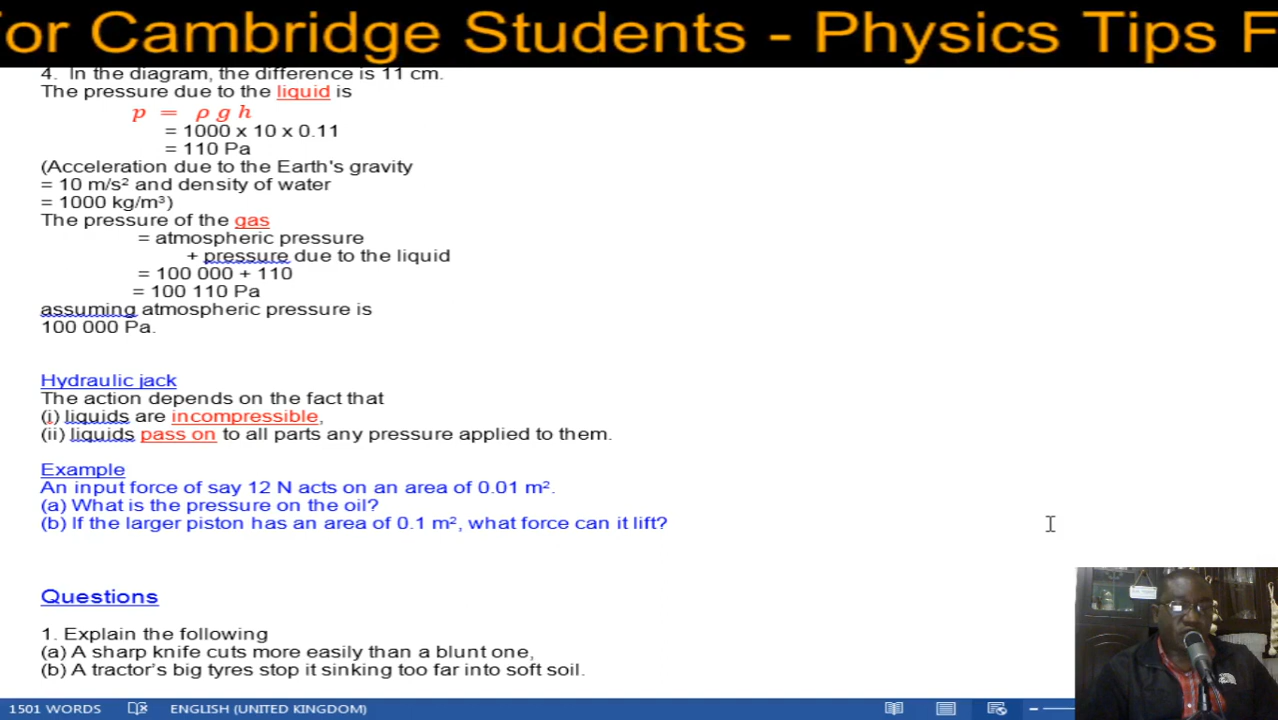 or Cambridge Students - Physics Tips F
4. In the diagram, the difference is 11 cm.
The pressure due to the liquid is
p = ρ g h
= 1000 x 10 x 0.11
= 110 Pa
(Acceleration due to the Earth's gravity
= 10 m/s² and density of water
= 1000 kg/m³)
The pressure of the gas
= atmospheric pressure
+ pressure due to the liquid
= 100 000 + 110
= 100 110 Pa
assuming atmospheric pressure is
100 000 Pa.
Hydraulic jack
The action depends on the fact that
(i) liquids are incompressible,
(ii) liquids pass on to all parts any pressure applied to them.
Example
An input force of say 12 N acts on an area of 0.01 m².
(a) What is the pressure on the oil?
(b) If the larger piston has an area of 0.1 m², what force can it lift?
Questions
1. Explain the following
(a) A sharp knife cuts more easily than a blunt one,
(b) A tractor's big tyres stop it sinking too far into soft soil.
1501 WORDS ENGLISH (UNITED KINGDOM)